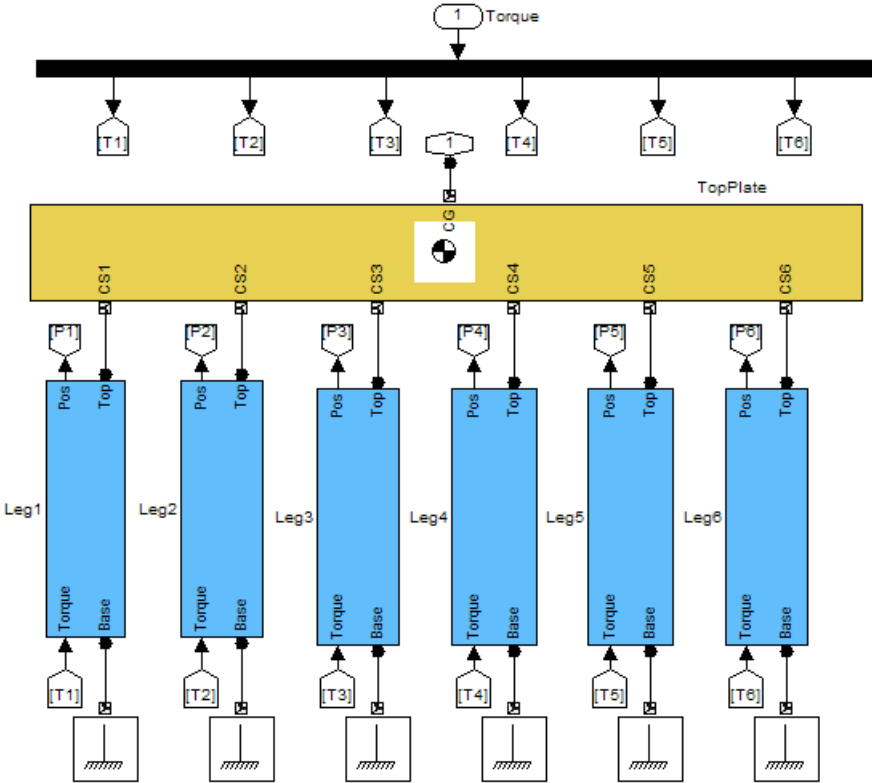 1 Torque
[T1] [T2] [T3] [T4] [T5] [T6]
1
TopPlate
CG
CS1 CS2 CS3 CS4 CS5 CS6
[P1] [P2] [P3] [P4] [P5] [P6]
Pos Top Pos Top Pos Top Pos Top Pos Top Pos Top
Leg1 Leg2 Leg3 Leg4 Leg5 Leg6
Torque Base Torque Base Torque Base Torque Base Torque Base Torque Base
[T1] [T2] [T3] [T4] [T5] [T6]